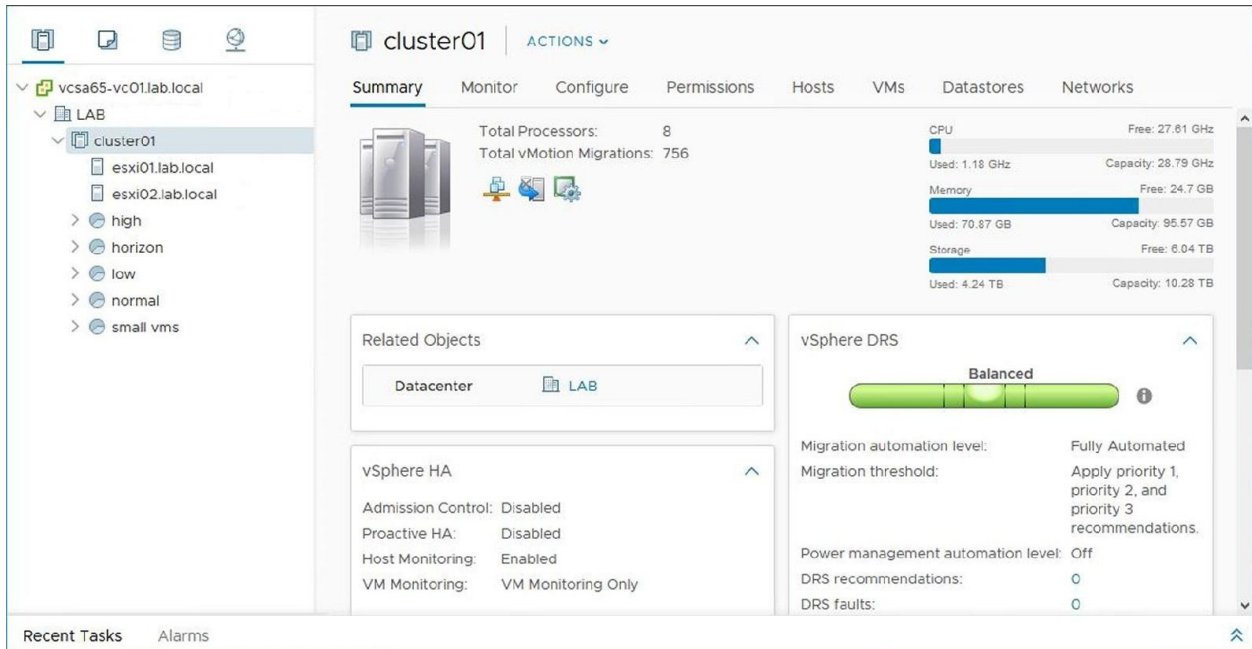 vcsa65-vc01.lab.local
LAB
cluster01
esxi01.lab.local
esxi02.lab.local
high
horizon
low
normal
small vms
cluster01 ACTIONS
Summary Monitor Configure Permissions Hosts VMs Datastores Networks
Total Processors: 8
Total vMotion Migrations: 756
CPU Free: 27.61 GHz
Used: 1.18 GHz Capacity: 28.79 GHz
Memory Free: 24.7 GB
Used: 70.87 GB Capacity: 95.57 GB
Storage Free: 6.04 TB
Used: 4.24 TB Capacity: 10.28 TB
Related Objects
Datacenter LAB
vSphere HA
Admission Control: Disabled
Proactive HA: Disabled
Host Monitoring: Enabled
VM Monitoring: VM Monitoring Only
vSphere DRS
Balanced
Migration automation level: Fully Automated
Migration threshold: Apply priority 1,
priority 2, and
priority 3
recommendations.
Power management automation level: Off
DRS recommendations: 0
DRS faults: 0
Recent Tasks Alarms